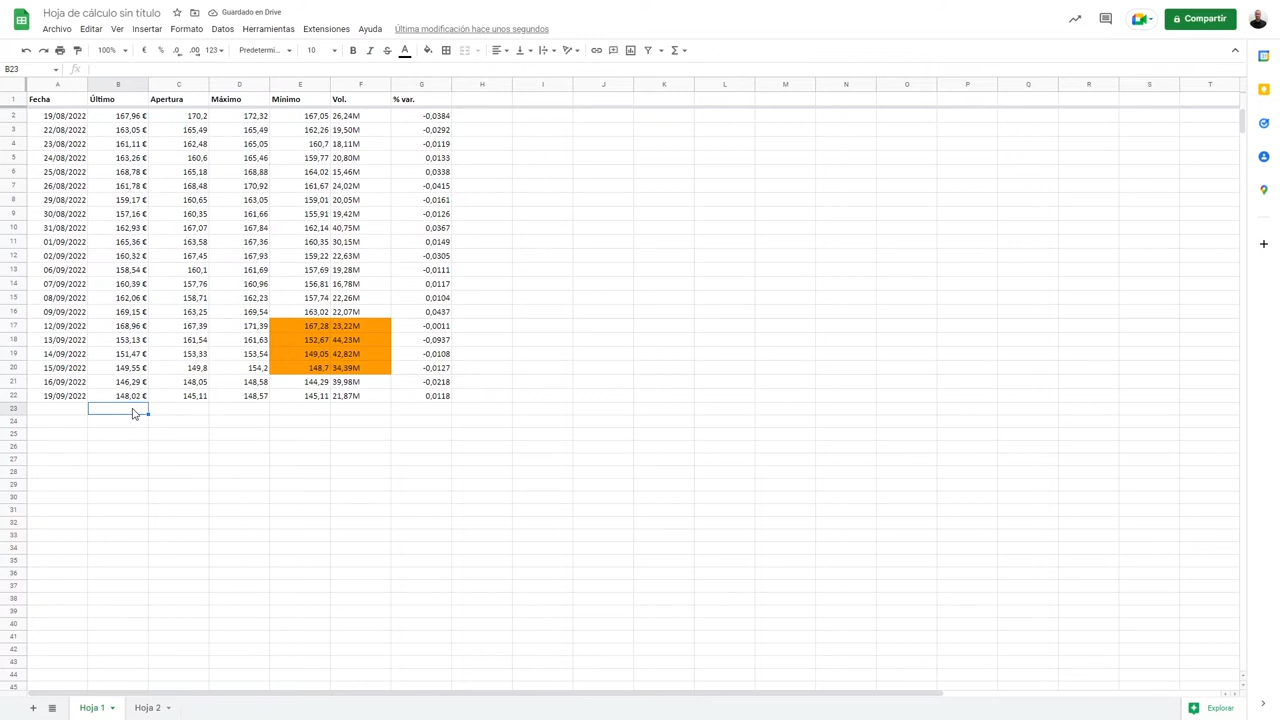 Hoja de cálculo sin título Guardado en Drive
Archivo Editar Ver Insertar Formato Datos Herramientas Extensiones Ayuda Última modificación hace unos segundos
Compartir
100% € % .0 .00 123 Predetermi... 10 B I S A Σ
B23 fx
A B C D E F G H I J K L M N O P Q R S T
1 Fecha Último Apertura Máximo Mínimo Vol. % var.
2 19/08/2022 167,96 € 170,2 172,32 167,05 26,24M -0,0384
3 22/08/2022 163,05 € 165,49 165,49 162,26 19,50M -0,0292
4 23/08/2022 161,11 € 162,48 165,05 160,7 18,11M -0,0119
5 24/08/2022 163,26 € 160,6 165,46 159,77 20,80M 0,0133
6 25/08/2022 168,78 € 165,18 168,88 164,02 15,46M 0,0338
7 26/08/2022 161,78 € 168,48 170,92 161,67 24,02M -0,0415
8 29/08/2022 159,17 € 160,65 163,05 159,01 20,05M -0,0161
9 30/08/2022 157,16 € 160,35 161,66 155,91 19,42M -0,0126
10 31/08/2022 162,93 € 167,07 167,84 162,14 40,75M 0,0367
11 01/09/2022 165,36 € 163,58 167,36 160,35 30,15M 0,0149
12 02/09/2022 160,32 € 167,45 167,93 159,22 22,63M -0,0305
13 06/09/2022 158,54 € 160,1 161,69 157,69 19,28M -0,0111
14 07/09/2022 160,39 € 157,76 160,96 156,81 16,78M 0,0117
15 08/09/2022 162,06 € 158,71 162,23 157,74 22,26M 0,0104
16 09/09/2022 169,15 € 163,25 169,54 163,02 22,07M 0,0437
17 12/09/2022 168,96 € 167,39 171,39 167,28 23,22M -0,0011
18 13/09/2022 153,13 € 161,54 161,63 152,67 44,23M -0,0937
19 14/09/2022 151,47 € 153,33 153,54 149,05 42,82M -0,0108
20 15/09/2022 149,55 € 149,8 154,2 148,7 34,39M -0,0127
21 16/09/2022 146,29 € 148,05 148,58 144,29 39,98M -0,0218
22 19/09/2022 148,02 € 145,11 148,57 145,11 21,87M 0,0118
23
24
25
26
27
28
29
30
31
32
33
34
35
36
37
38
39
40
41
42
43
44
45
Hoja 1 Hoja 2 Explorar